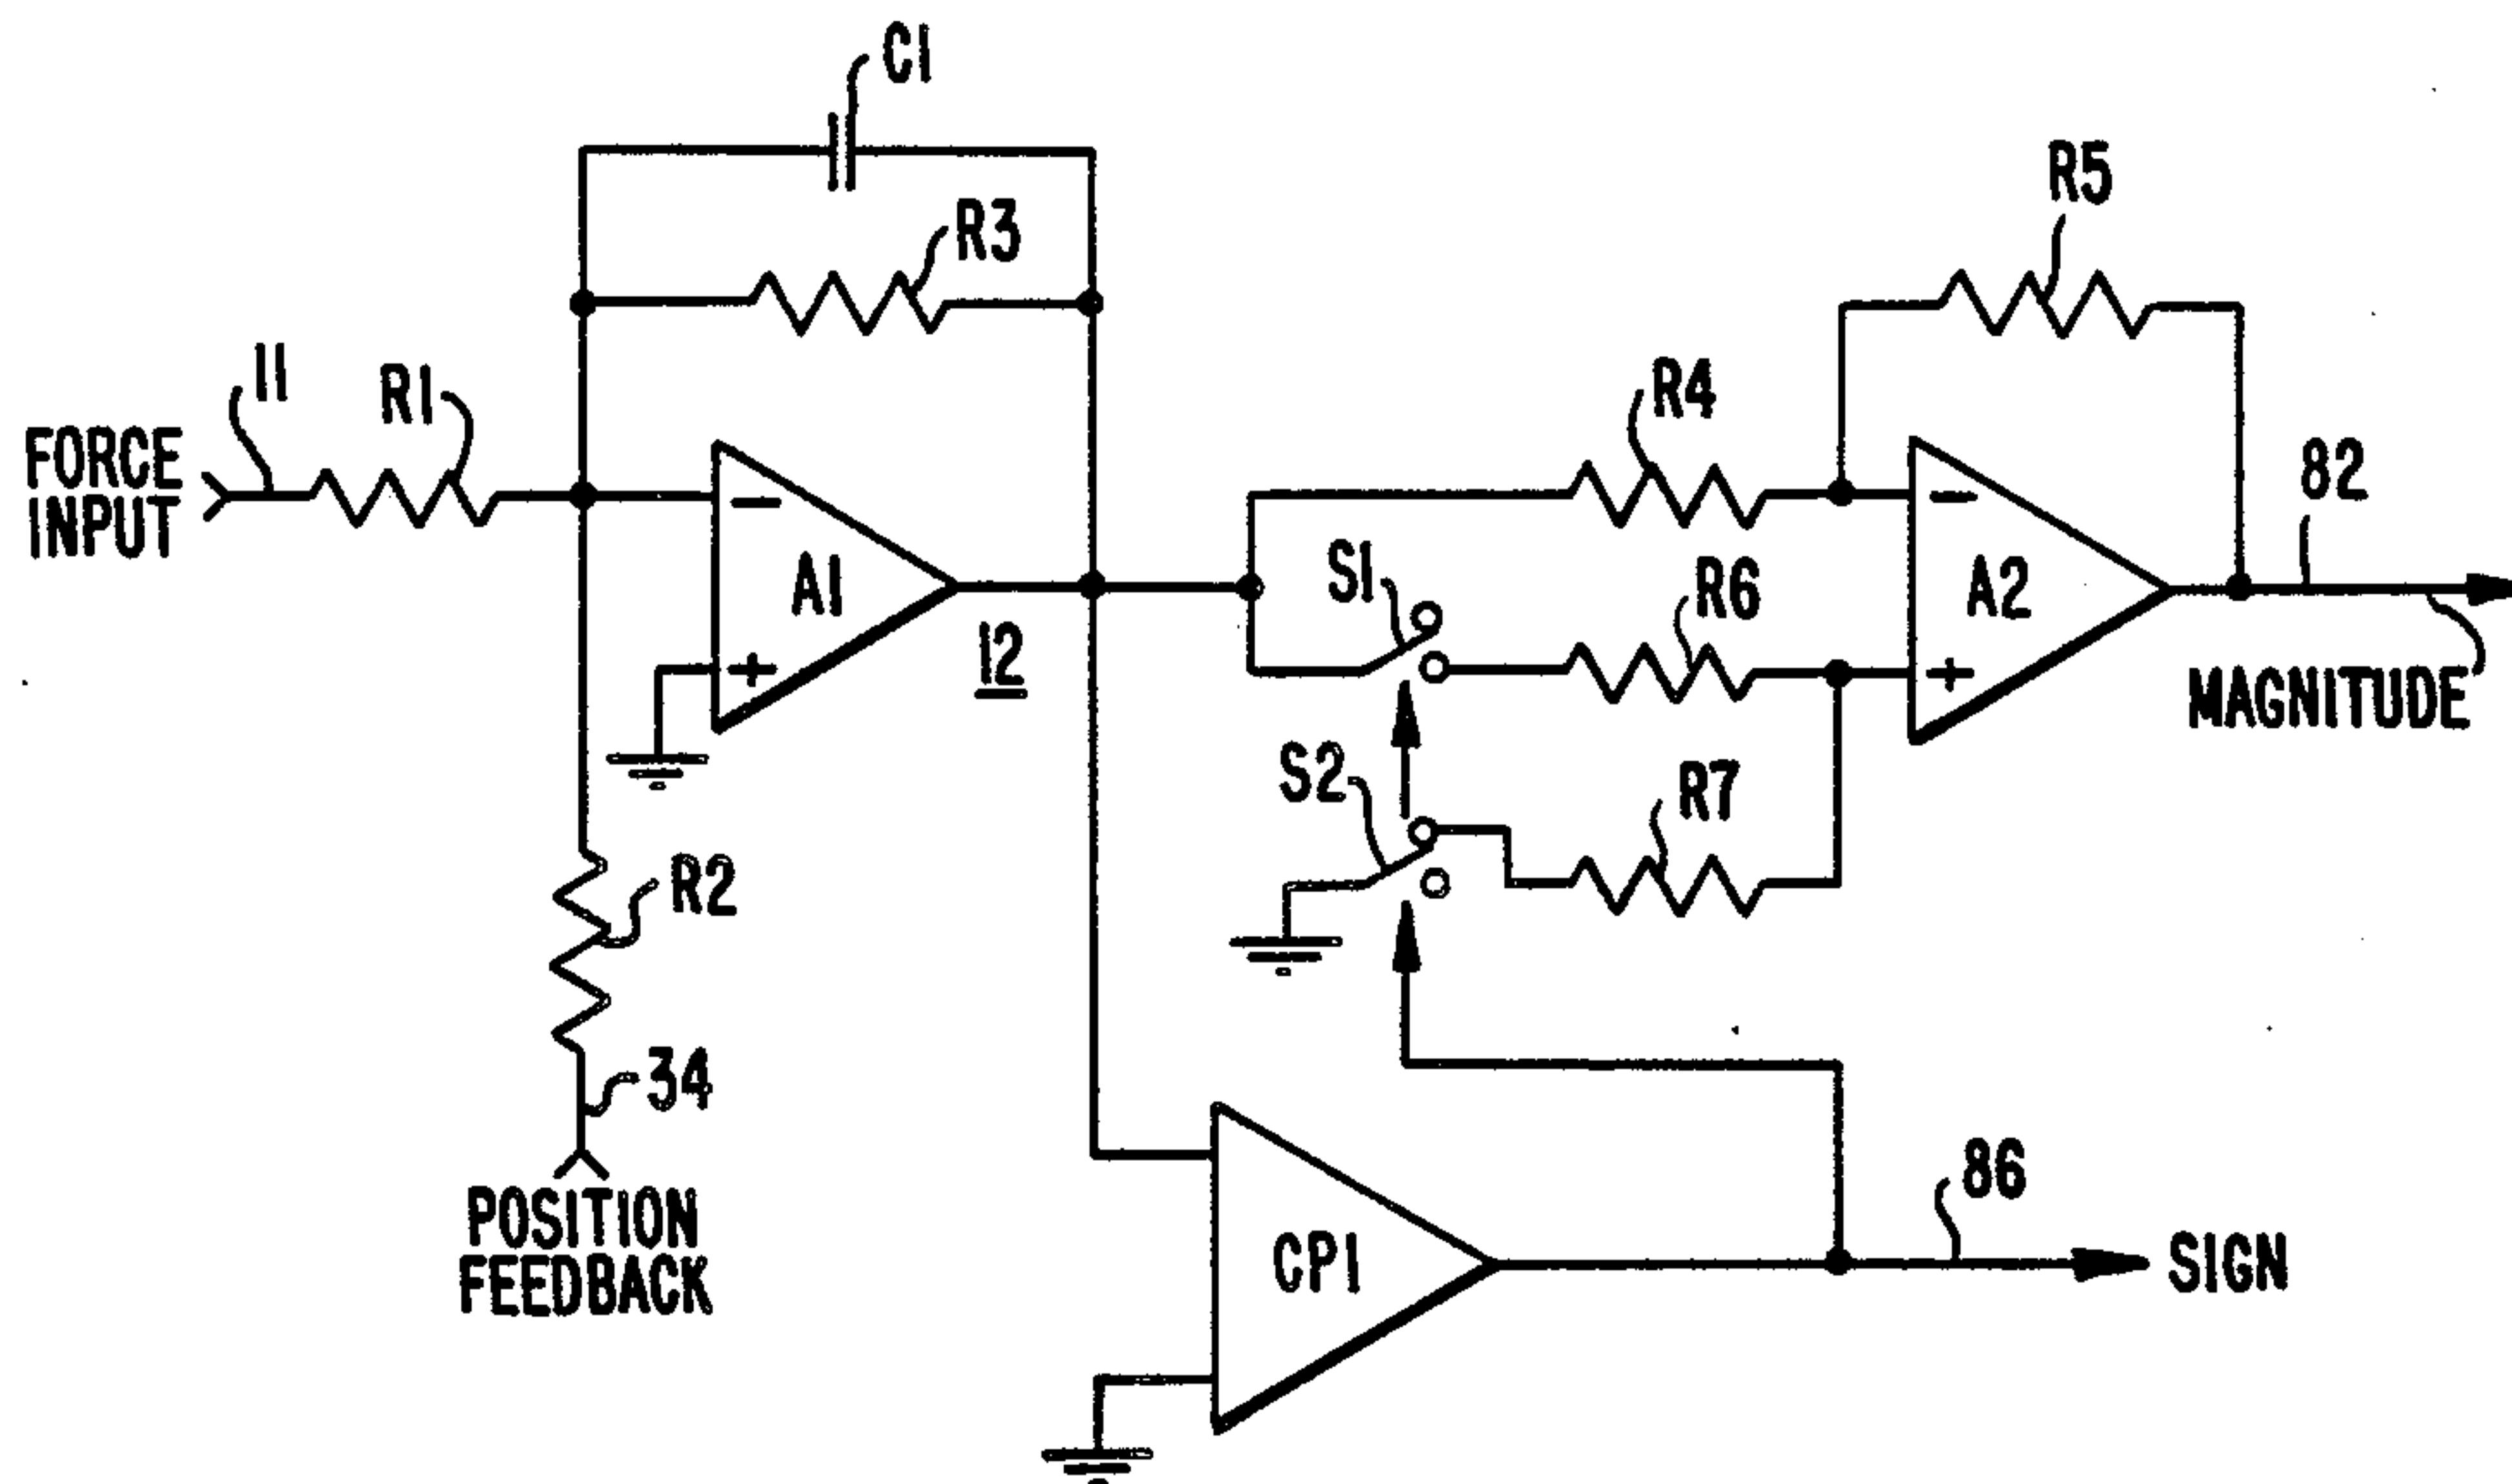 C1
R3
R5
11
R1
R4
FORCE
INPUT
82
−
−
S1
R6
A1
A2
12
+
+
MAGNITUDE
S2
R7
R2
34
86
POSITION
FEEDBACK
CP1
SIGN